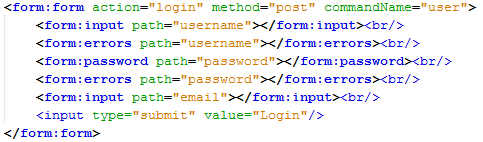 <form:form action="login" method="post" commandName="user">
<form:input path="username"></form:input><br/>
<form:errors path="username"></form:errors><br/>
<form:password path="password"></form:password><br/>
<form:errors path="password"></form:errors><br/>
<form:input path="email"></form:input><br/>
<input type="submit" value="Login"/>
</form:form>